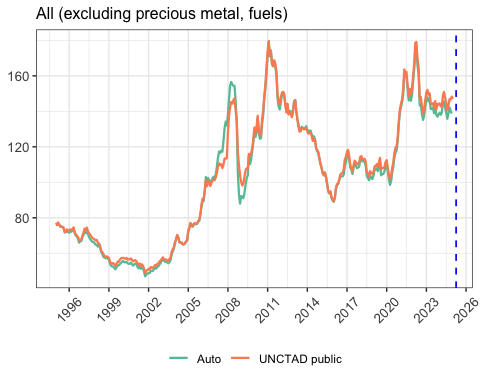 All (excluding precious metal, fuels)
160
120
80
1996 1999 2002 2005 2008 2011 2014 2017 2020 2023 2026
Auto UNCTAD public